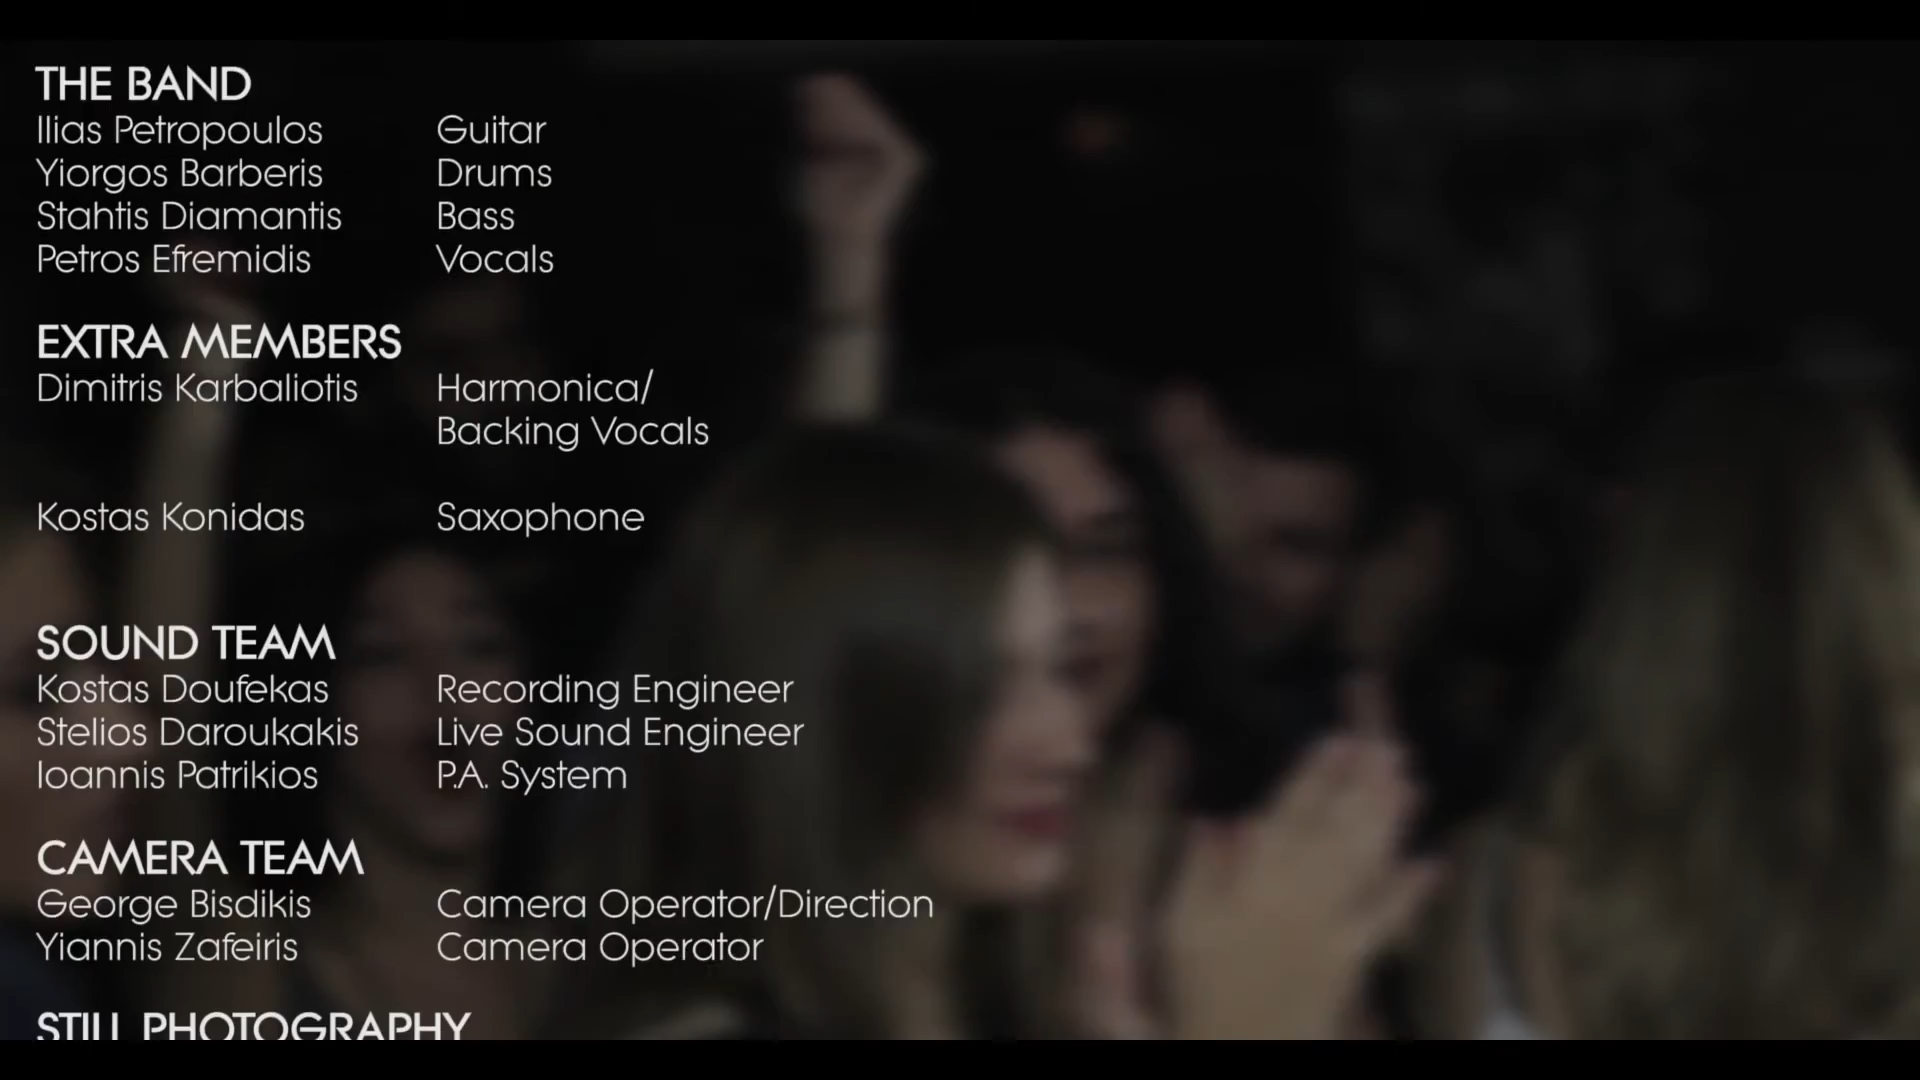 THE BAND
Ilias Petropoulos Guitar
Yiorgos Barberis Drums
Stahtis Diamantis Bass
Petros Efremidis Vocals
EXTRA MEMBERS
Dimitris Karbaliotis Harmonica/
Backing Vocals
Kostas Konidas Saxophone
SOUND TEAM
Kostas Doufekas Recording Engineer
Stelios Daroukakis Live Sound Engineer
Ioannis Patrikios P.A. System
CAMERA TEAM
George Bisdikis Camera Operator/Direction
Yiannis Zafeiris Camera Operator
STILL PHOTOGRAPHY